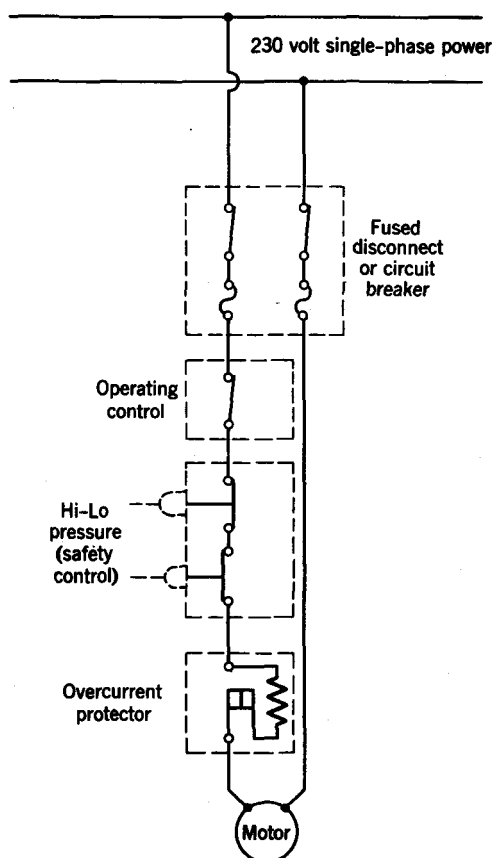 230 volt single-phase power
Fused
disconnect
or circuit
breaker
Operating
control
Hi-Lo
pressure
(safety
control)
Overcurrent
protector
Motor